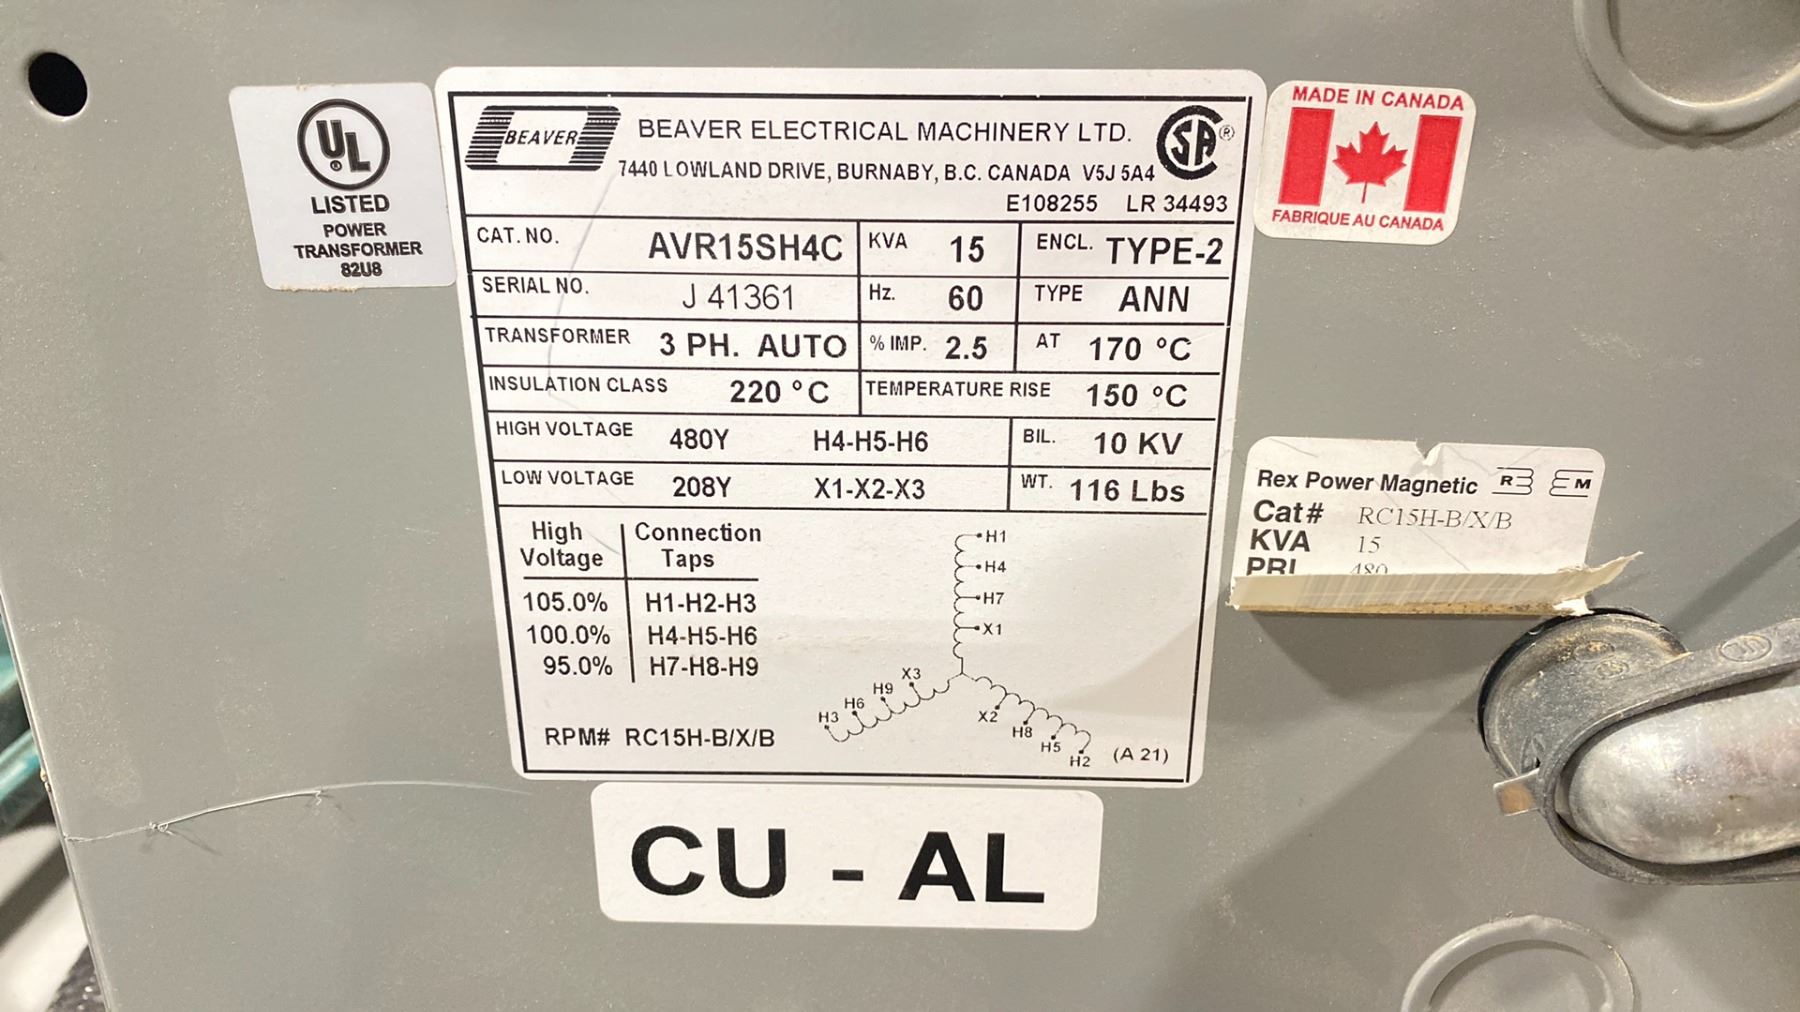 UL
LISTED
POWER
TRANSFORMER
82U8
BEAVER
BEAVER ELECTRICAL MACHINERY LTD.
7440 LOWLAND DRIVE, BURNABY, B.C. CANADA V5J 5A4
SA ®
E108255 LR 34493
CAT. NO. AVR15SH4C KVA 15 ENCL. TYPE-2
SERIAL NO. J 41361 Hz. 60 TYPE ANN
TRANSFORMER 3 PH. AUTO % IMP. 2.5 AT 170 °C
INSULATION CLASS 220 °C TEMPERATURE RISE 150 °C
HIGH VOLTAGE 480Y H4-H5-H6 BIL. 10 KV
LOW VOLTAGE 208Y X1-X2-X3 WT. 116 Lbs
High Connection
Voltage Taps
105.0% H1-H2-H3
100.0% H4-H5-H6
95.0% H7-H8-H9
H1
H4
H7
X1
X3
H9
H6
H3
X2
H8
H5
H2
RPM# RC15H-B/X/B
(A 21)
MADE IN CANADA
FABRIQUE AU CANADA
Rex Power Magnetic R EM
Cat# RC15H-B/X/B
KVA 15
PRI 480
CU - AL